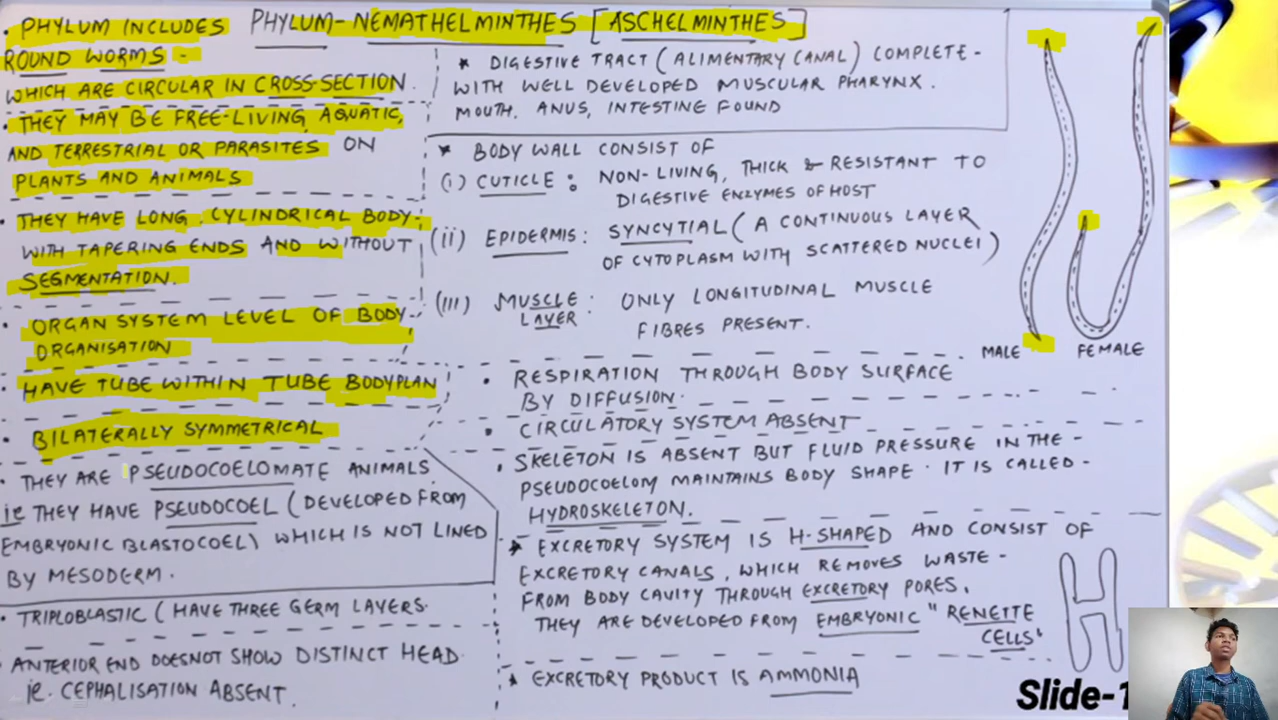 PHYLUM-NEMATHELMINTHES [ASCHELMINTHES]
• PHYLUM INCLUDES
ROUND WORMS -
WHICH ARE CIRCULAR IN CROSS-SECTION.
• THEY MAY BE FREE-LIVING, AQUATIC,
AND TERRESTRIAL OR PARASITES ON
PLANTS AND ANIMALS
• THEY HAVE LONG, CYLINDRICAL BODY-
WITH TAPERING ENDS AND WITHOUT
SEGMENTATION.
• ORGAN SYSTEM LEVEL OF BODY-
ORGANISATION
• HAVE TUBE WITHIN TUBE BODYPLAN
• BILATERALLY SYMMETRICAL
• THEY ARE PSEUDOCOELOMATE ANIMALS
ie THEY HAVE PSEUDOCOEL (DEVELOPED FROM
EMBRYONIC BLASTOCOEL) WHICH IS NOT LINED
BY MESODERM.
• TRIPLOBLASTIC (HAVE THREE GERM LAYERS.
• ANTERIOR END DOESNOT SHOW DISTINCT HEAD
ie. CEPHALISATION ABSENT.
* DIGESTIVE TRACT (ALIMENTARY CANAL) COMPLETE-
WITH WELL DEVELOPED MUSCULAR PHARYNX.
MOUTH, ANUS, INTESTINE FOUND
* BODY WALL CONSIST OF
(i) CUTICLE: NON-LIVING, THICK & RESISTANT TO
DIGESTIVE ENZYMES OF HOST
(ii) EPIDERMIS: SYNCYTIAL (A CONTINUOUS LAYER
OF CYTOPLASM WITH SCATTERED NUCLEI)
(iii) MUSCLE LAYER: ONLY LONGITUDINAL MUSCLE
FIBRES PRESENT.
MALE FEMALE
• RESPIRATION THROUGH BODY SURFACE
BY DIFFUSION.
• CIRCULATORY SYSTEM ABSENT
• SKELETON IS ABSENT BUT FLUID PRESSURE IN THE -
PSEUDOCOELOM MAINTAINS BODY SHAPE. IT IS CALLED-
HYDROSKELETON.
* EXCRETORY SYSTEM IS H-SHAPED AND CONSIST OF
EXCRETORY CANALS, WHICH REMOVES WASTE-
FROM BODY CAVITY THROUGH EXCRETORY PORES.
THEY ARE DEVELOPED FROM EMBRYONIC "RENETTE
CELLS"
* EXCRETORY PRODUCT IS AMMONIA
Slide-1